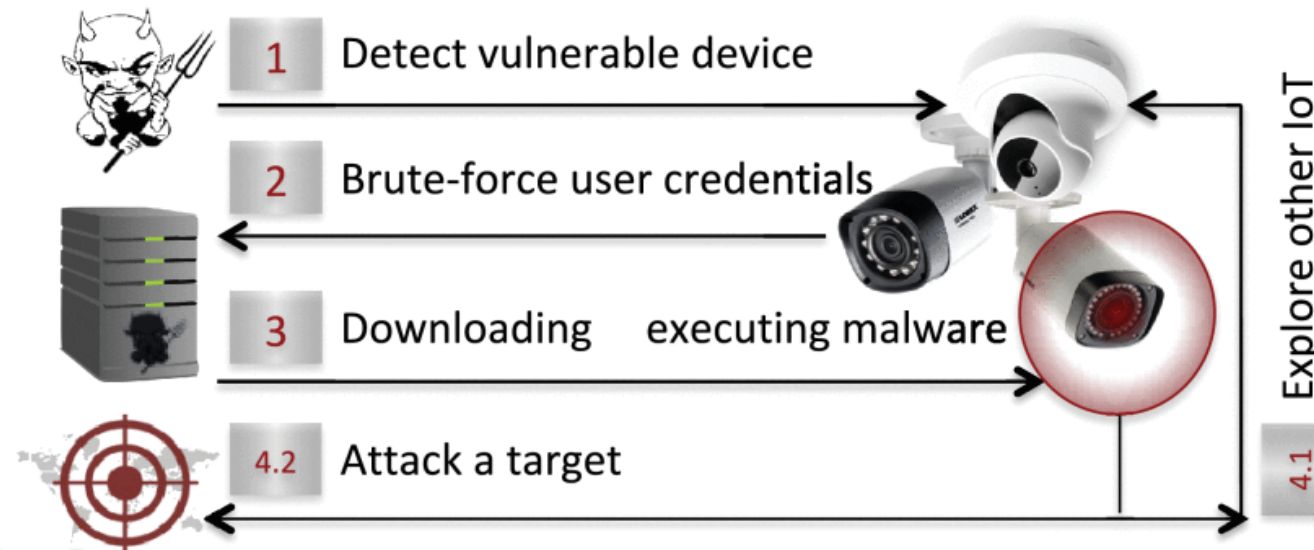 1 Detect vulnerable device
2 Brute-force user credentials
3 Downloading executing malware
4.2 Attack a target
4.1 Explore other IoT
LOREX